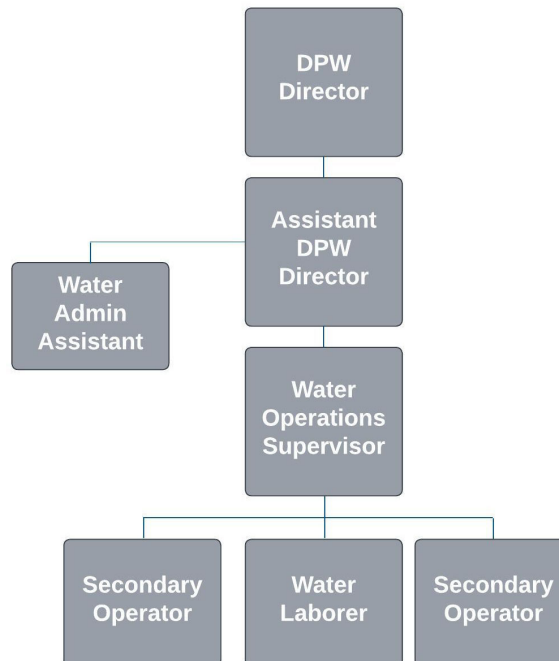 DPW
Director
Assistant
DPW
Director
Water
Admin
Assistant
Water
Operations
Supervisor
Secondary
Operator
Water
Laborer
Secondary
Operator